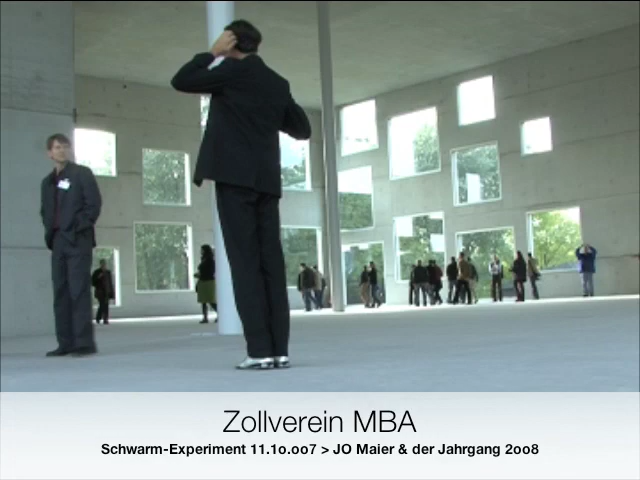 Zollverein MBA
Schwarm-Experiment 11.1o.oo7 > JO Maier & der Jahrgang 2oo8